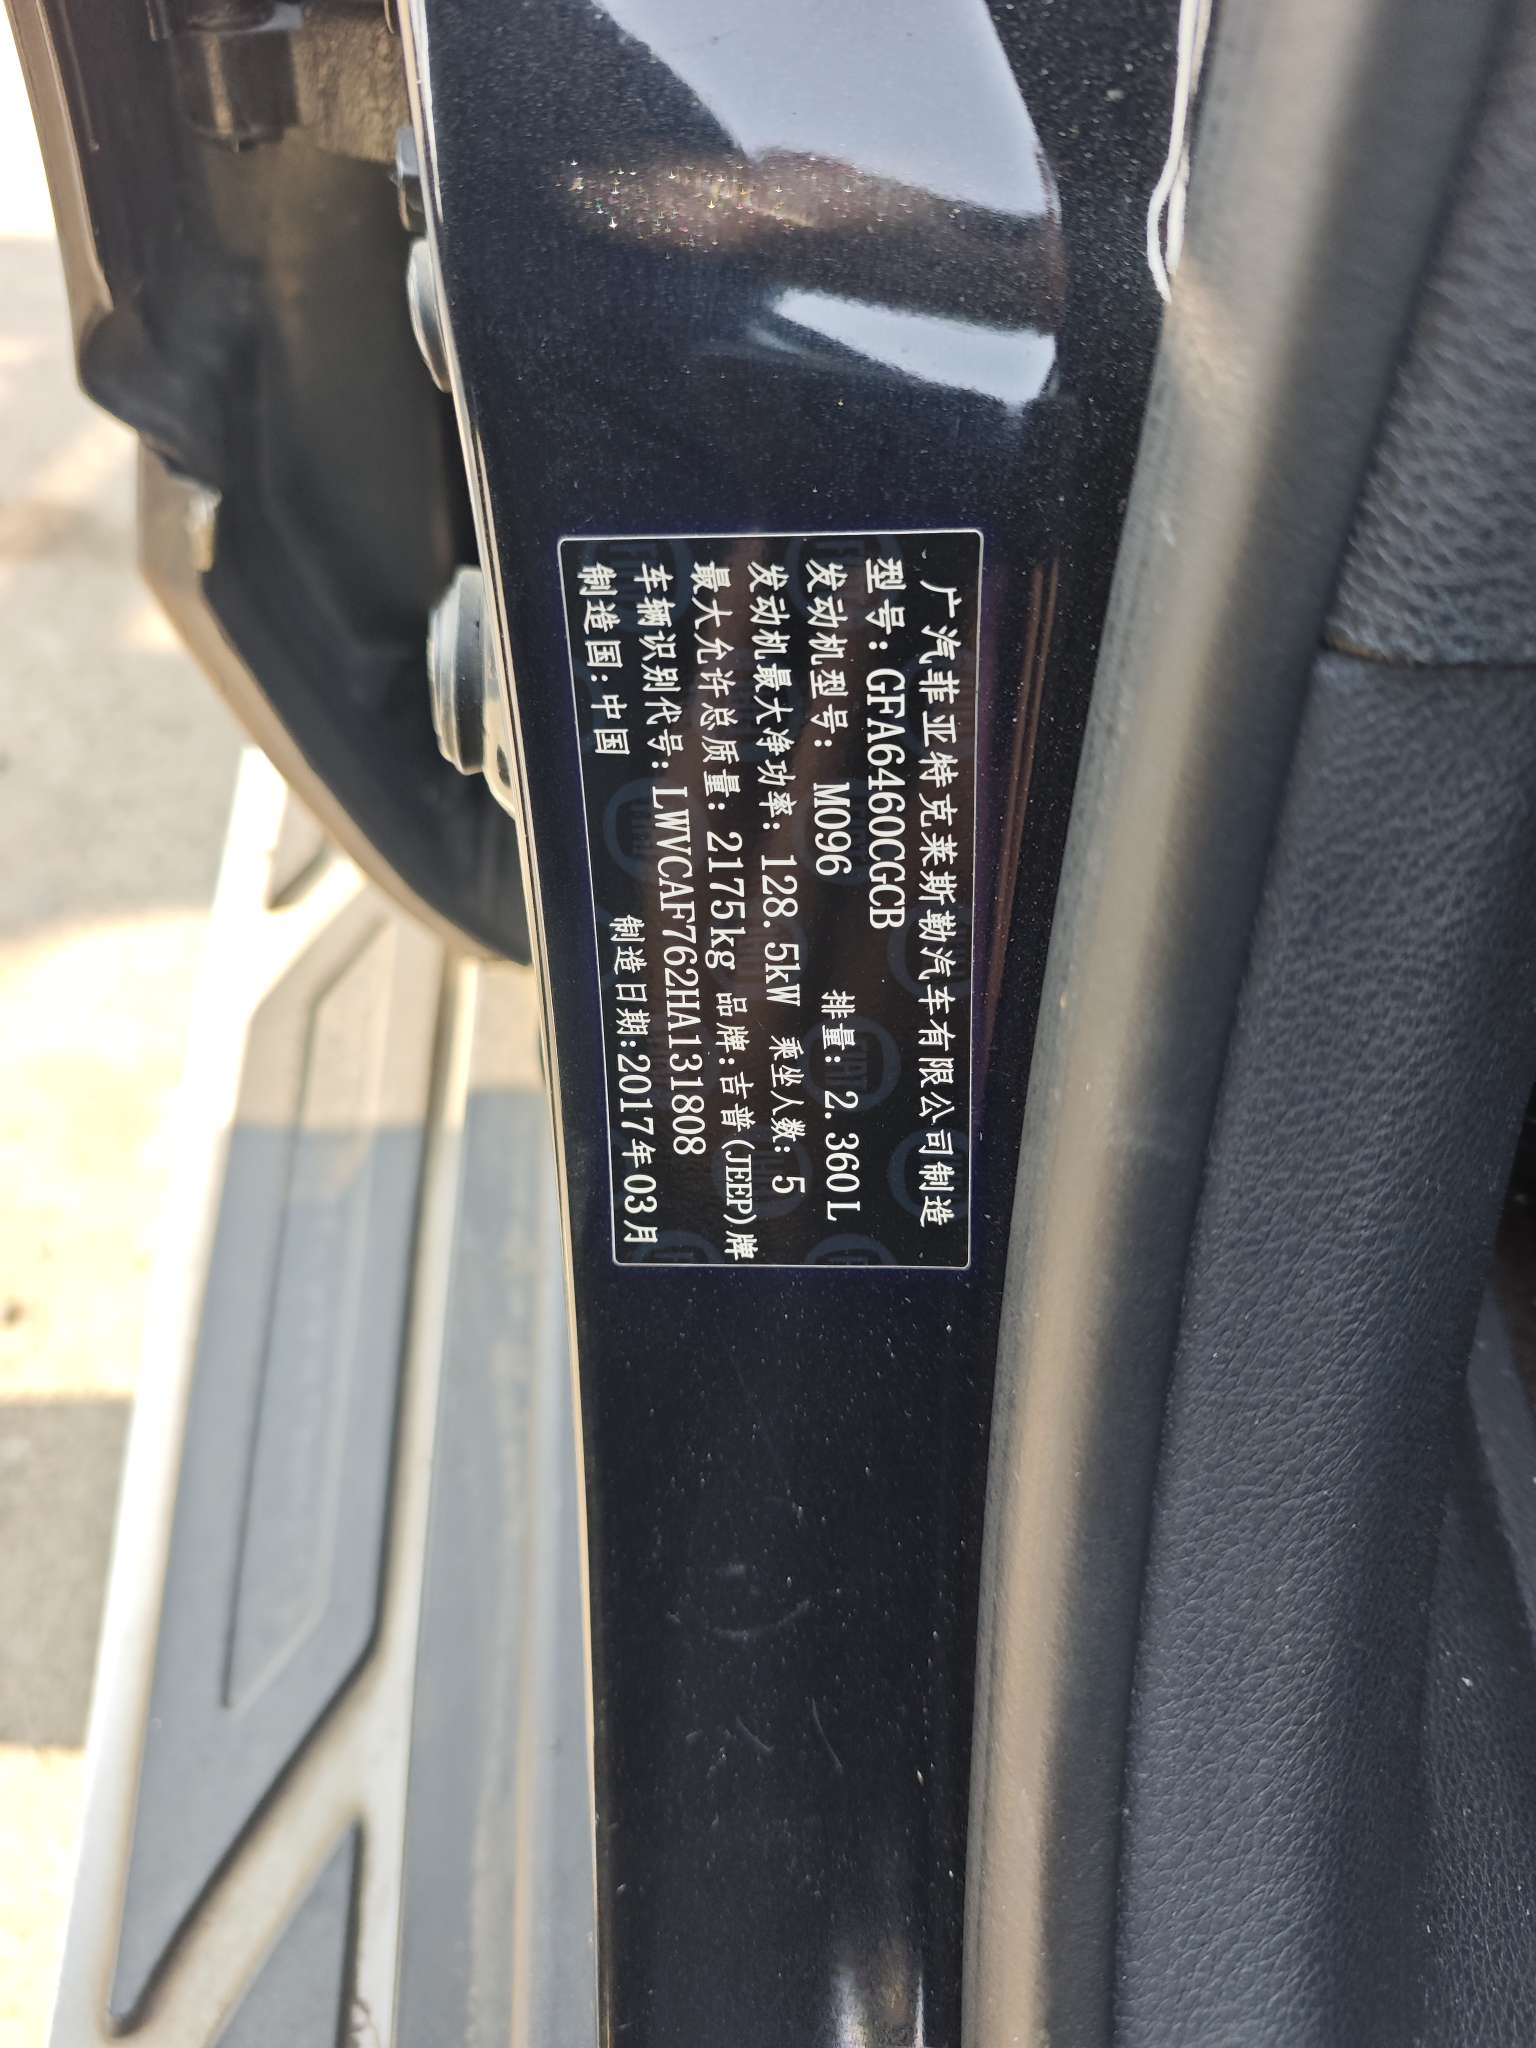 广汽菲亚特克莱斯勒汽车有限公司制造
型号:GFA6460CGCB
发动机型号: M096 排量:2.360L
发动机最大净功率:128.5kW 乘坐人数:5
最大允许总质量:2175kg 品牌:吉普(JEEP)牌
车辆识别代号:LWVCAF762HA131808
制造国:中国 制造日期:2017年03月